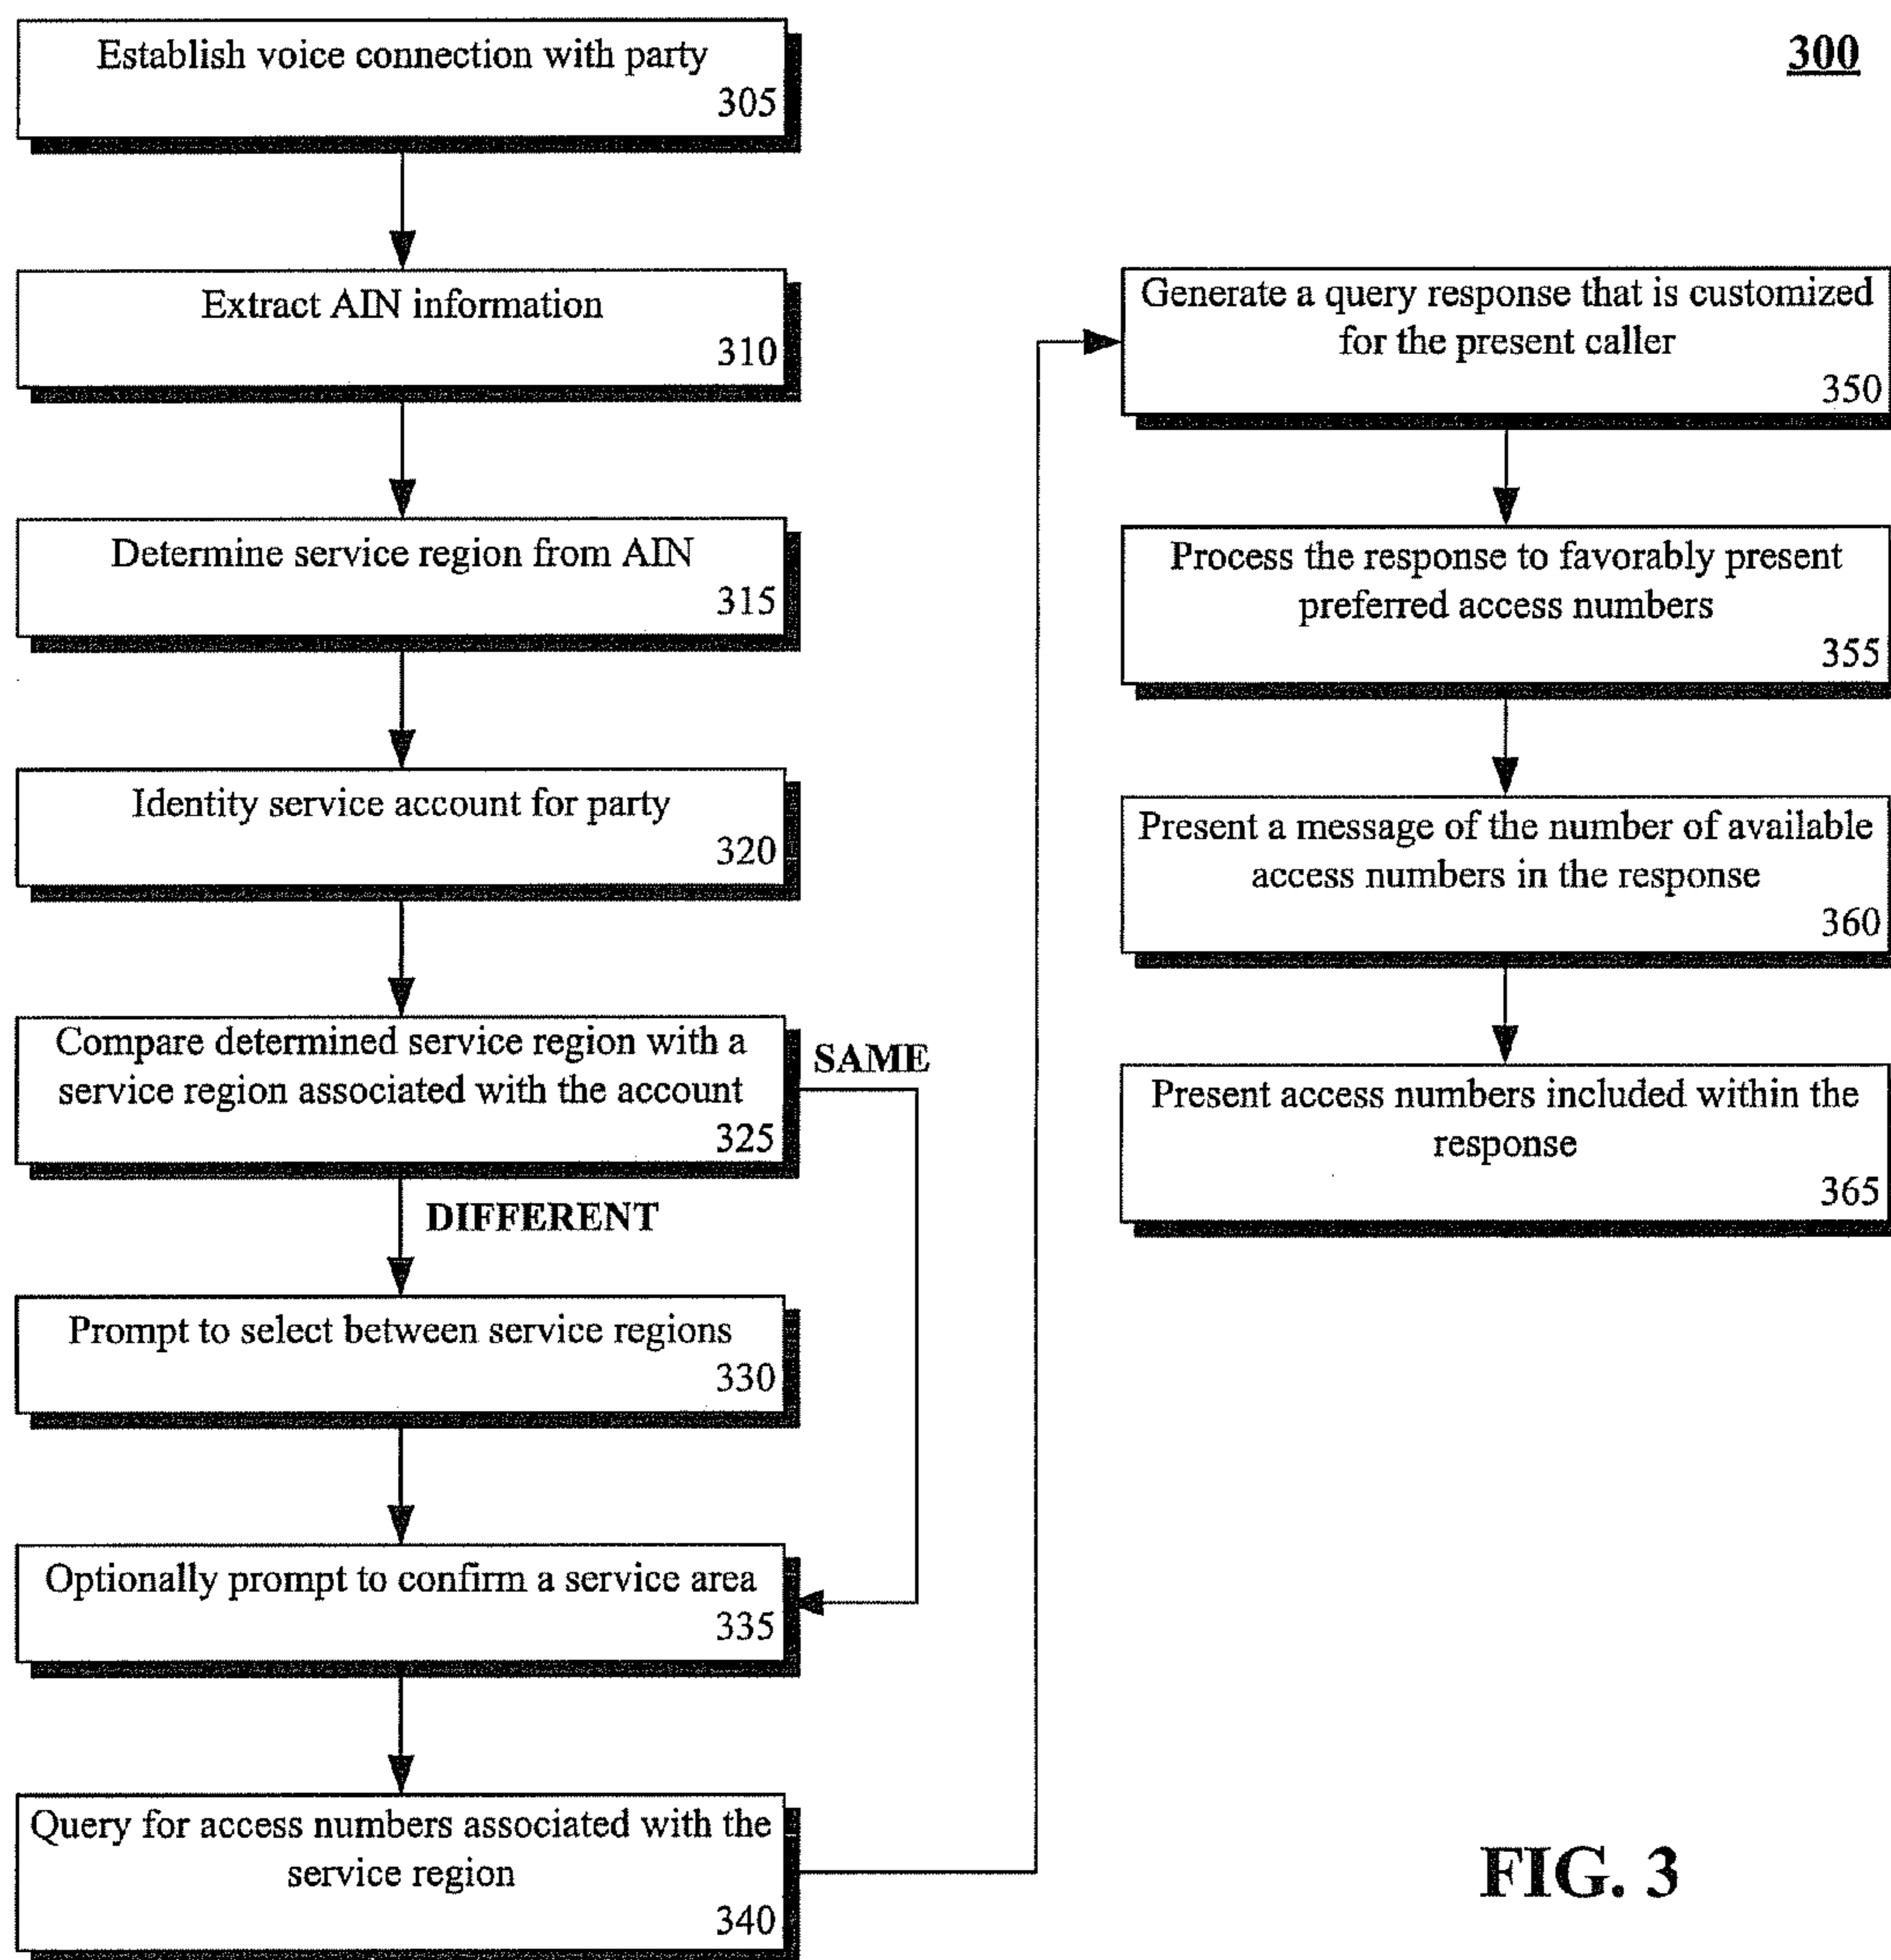 300
Establish voice connection with party
305
Extract AIN information
310
Determine service region from AIN
315
Identity service account for party
320
Compare determined service region with a
service region associated with the account
325
SAME
DIFFERENT
Prompt to select between service regions
330
Optionally prompt to confirm a service area
335
Query for access numbers associated with the
service region
340
Generate a query response that is customized
for the present caller
350
Process the response to favorably present
preferred access numbers
355
Present a message of the number of available
access numbers in the response
360
Present access numbers included within the
response
365
FIG. 3